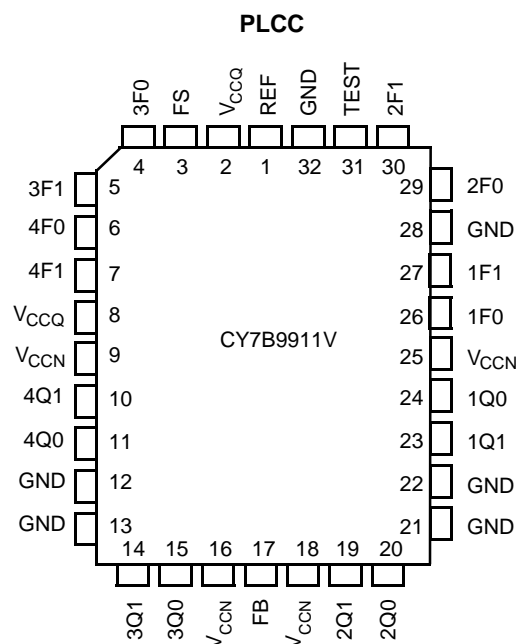 PLCC
3F0 FS VCCQ REF GND TEST 2F1
4 3 2 1 32 31 30
3F1 5 29 2F0
4F0 6 28 GND
4F1 7 27 1F1
VCCQ 8 26 1F0
CY7B9911V
VCCN 9 25 VCCN
4Q1 10 24 1Q0
4Q0 11 23 1Q1
GND 12 22 GND
GND 13 21 GND
14 15 16 17 18 19 20
3Q1 3Q0 VCCN FB VCCN 2Q1 2Q0